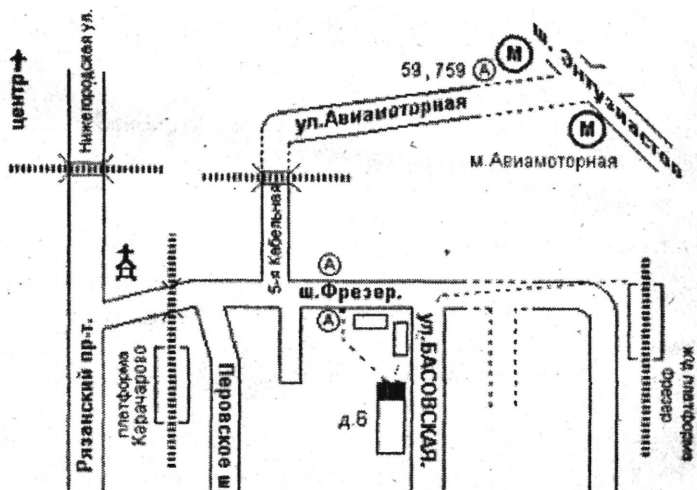 центр
Нижегородская ул.
59, 759 А
М
ш. Энтузиастов
ул.Авиамоторная
М
м.Авиамоторная
5-я Кабельная
А
ш.Фрезер.
А
Рязанский пр-т.
платформа
Карачарово
Перовское ш
д.6
ул.БАСОВСКАЯ.
ж/д платформа
Фрезер